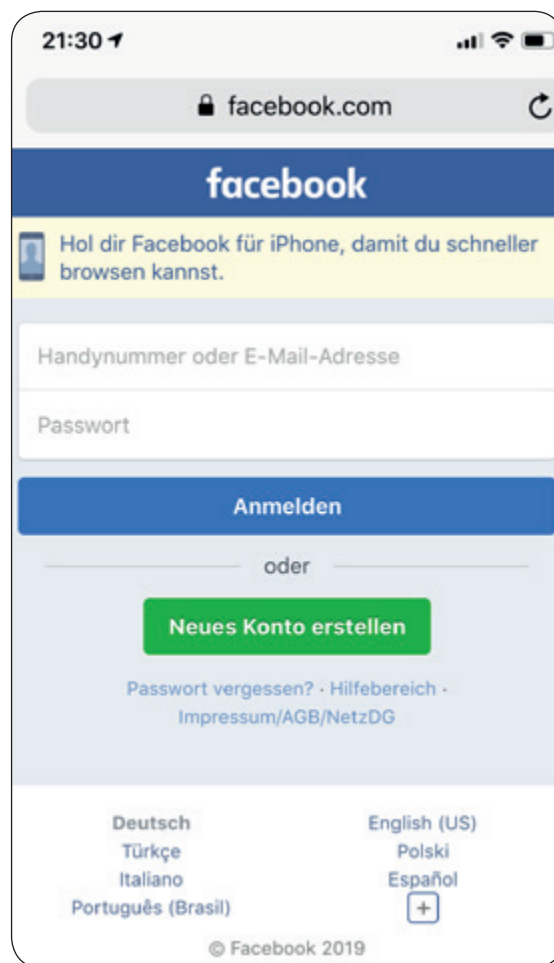 21:30
facebook.com
facebook
Hol dir Facebook für iPhone, damit du schneller
browsen kannst.
Handynummer oder E-Mail-Adresse
Passwort
Anmelden
oder
Neues Konto erstellen
Passwort vergessen? · Hilfebereich ·
Impressum/AGB/NetzDG
Deutsch English (US)
Türkçe Polski
Italiano Español
Português (Brasil) +
© Facebook 2019